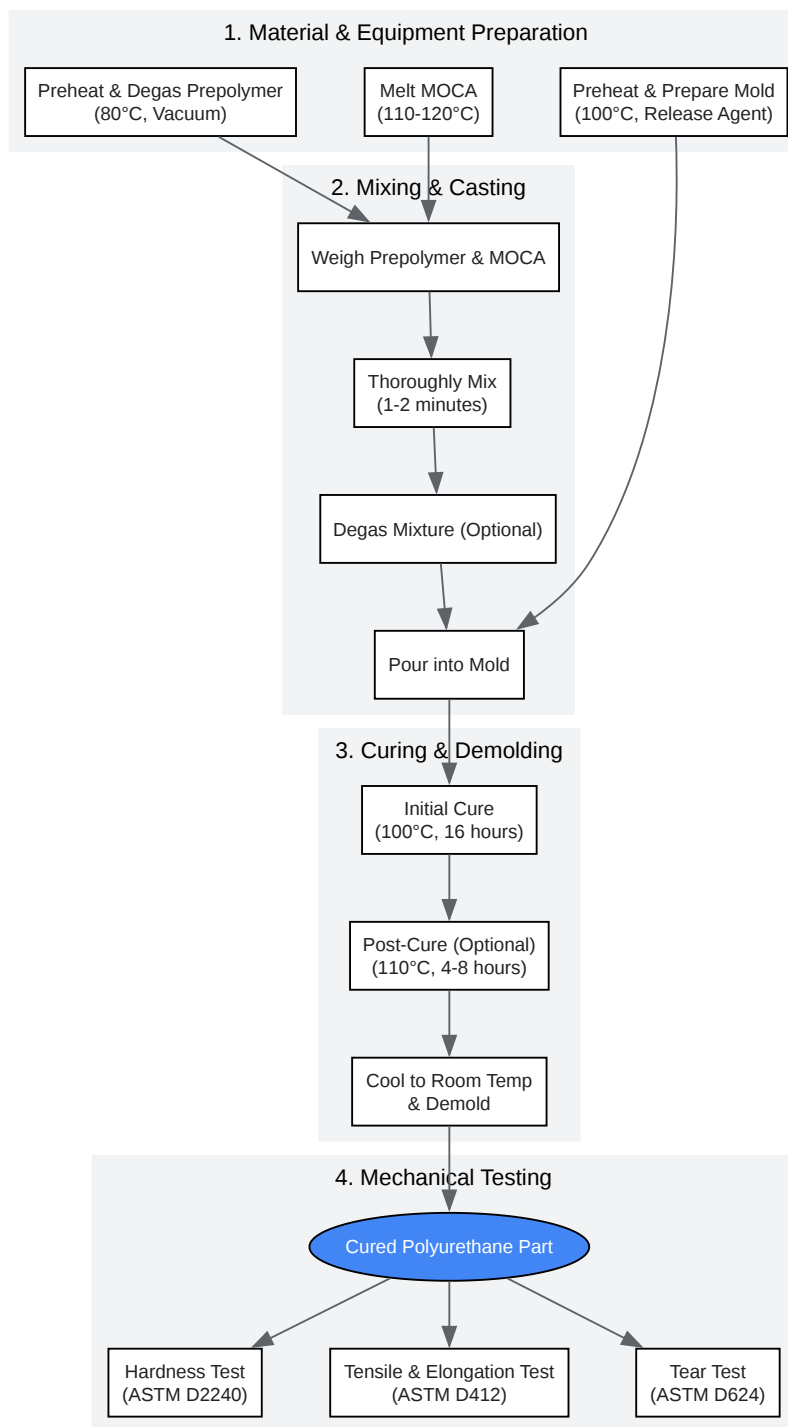 1. Material & Equipment Preparation
Preheat & Degas Prepolymer
(80°C, Vacuum)
Melt MOCA
(110-120°C)
Preheat & Prepare Mold
(100°C, Release Agent)
2. Mixing & Casting
Weigh Prepolymer & MOCA
Thoroughly Mix
(1-2 minutes)
Degas Mixture (Optional)
Pour into Mold
3. Curing & Demolding
Initial Cure
(100°C, 16 hours)
Post-Cure (Optional)
(110°C, 4-8 hours)
Cool to Room Temp
& Demold
4. Mechanical Testing
Cured Polyurethane Part
Hardness Test
(ASTM D2240)
Tensile & Elongation Test
(ASTM D412)
Tear Test
(ASTM D624)